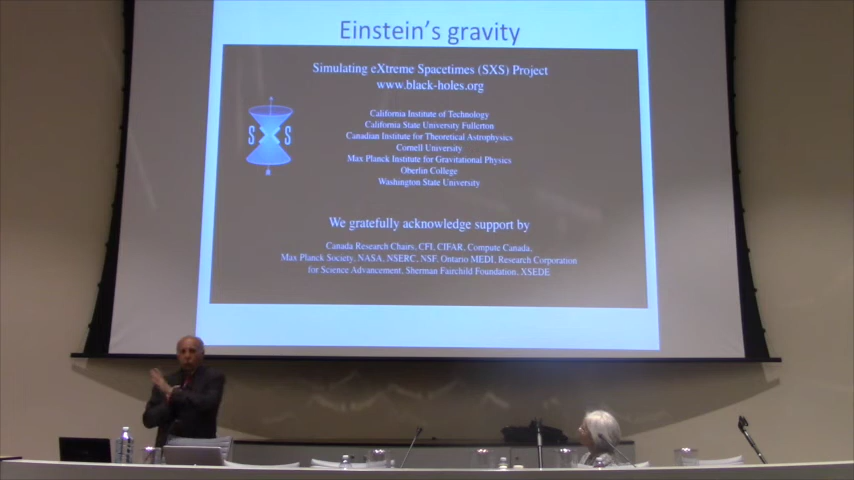 Einstein's gravity
Simulating eXtreme Spacetimes (SXS) Project
www.black-holes.org
S S
California Institute of Technology
California State University Fullerton
Canadian Institute for Theoretical Astrophysics
Cornell University
Max Planck Institute for Gravitational Physics
Oberlin College
Washington State University
We gratefully acknowledge support by
Canada Research Chairs, CFI, CIFAR, Compute Canada,
Max Planck Society, NASA, NSERC, NSF, Ontario MEDI, Research Corporation
for Science Advancement, Sherman Fairchild Foundation, XSEDE